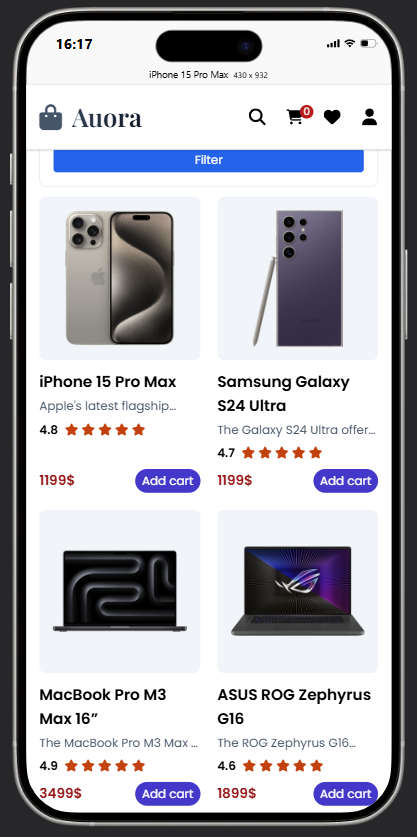 16:17
iPhone 15 Pro Max 430 x 932
Auora
0
Filter
iPhone 15 Pro Max
Apple's latest flagship...
4.8
1199$ Add cart
Samsung Galaxy
S24 Ultra
The Galaxy S24 Ultra offer...
4.7
1199$ Add cart
MacBook Pro M3
Max 16”
The MacBook Pro M3 Max ...
4.9
3499$ Add cart
ASUS ROG Zephyrus
G16
The ROG Zephyrus G16...
4.6
1899$ Add cart